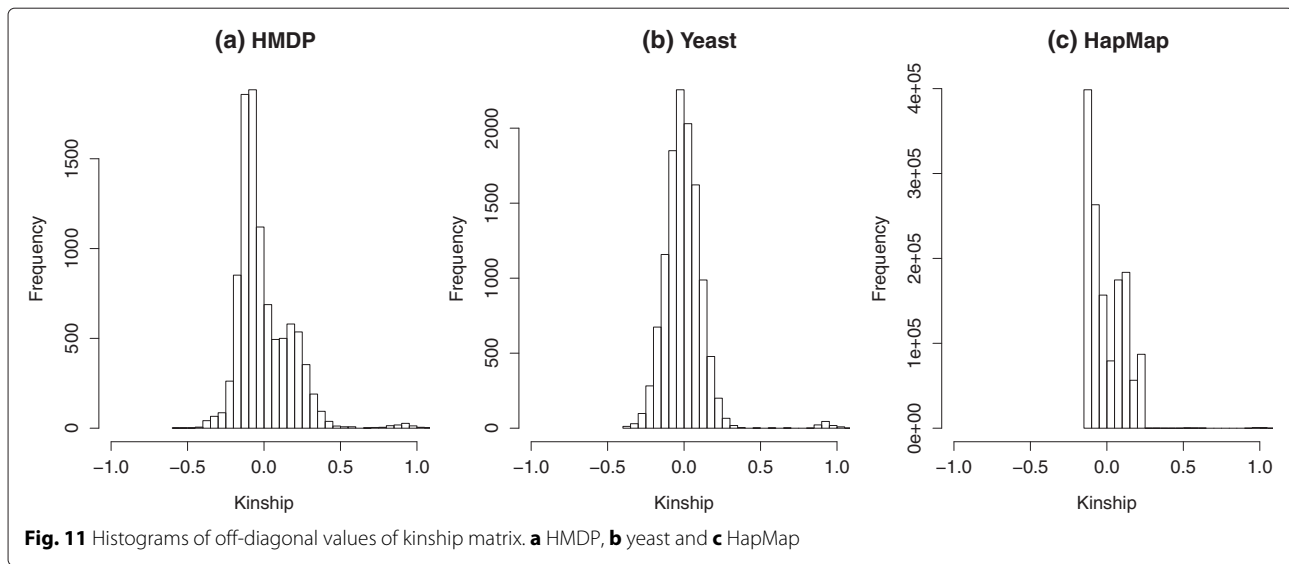 (a) HMDP
Frequency
1500
1000
500
0
−1.0 −0.5 0.0 0.5 1.0
Kinship
(b) Yeast
Frequency
2000
1500
1000
500
0
−1.0 −0.5 0.0 0.5 1.0
Kinship
(c) HapMap
Frequency
4e+05
3e+05
2e+05
1e+05
0e+00
−1.0 −0.5 0.0 0.5 1.0
Kinship
Fig. 11 Histograms of off-diagonal values of kinship matrix. a HMDP, b yeast and c HapMap